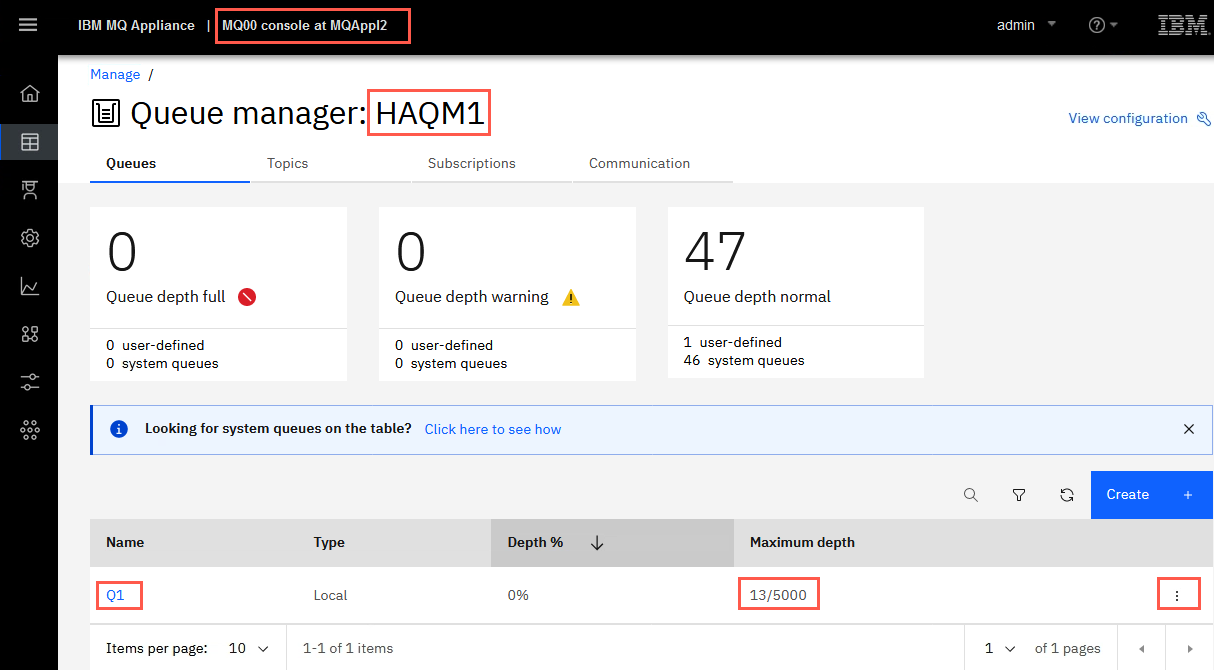 IBM MQ Appliance | MQ00 console at MQAppl2 admin IBM
Manage /
Queue manager: HAQM1
View configuration
Queues Topics Subscriptions Communication
0 0 47
Queue depth full Queue depth warning Queue depth normal
0 user-defined 0 user-defined 1 user-defined
0 system queues 0 system queues 46 system queues
Looking for system queues on the table? Click here to see how
Create +
Name Type Depth % Maximum depth
Q1 Local 0% 13/5000
Items per page: 10 1-1 of 1 items 1 of 1 pages